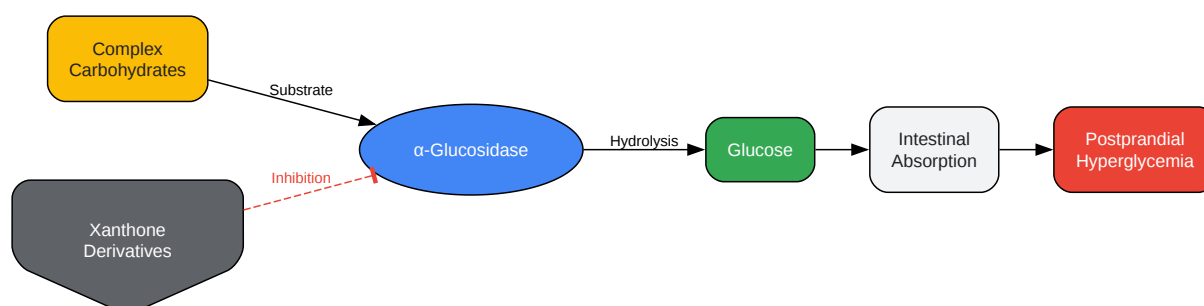 Complex
Carbohydrates
Substrate
α-Glucosidase
Hydrolysis
Glucose
Intestinal
Absorption
Postprandial
Hyperglycemia
Inhibition
Xanthone
Derivatives